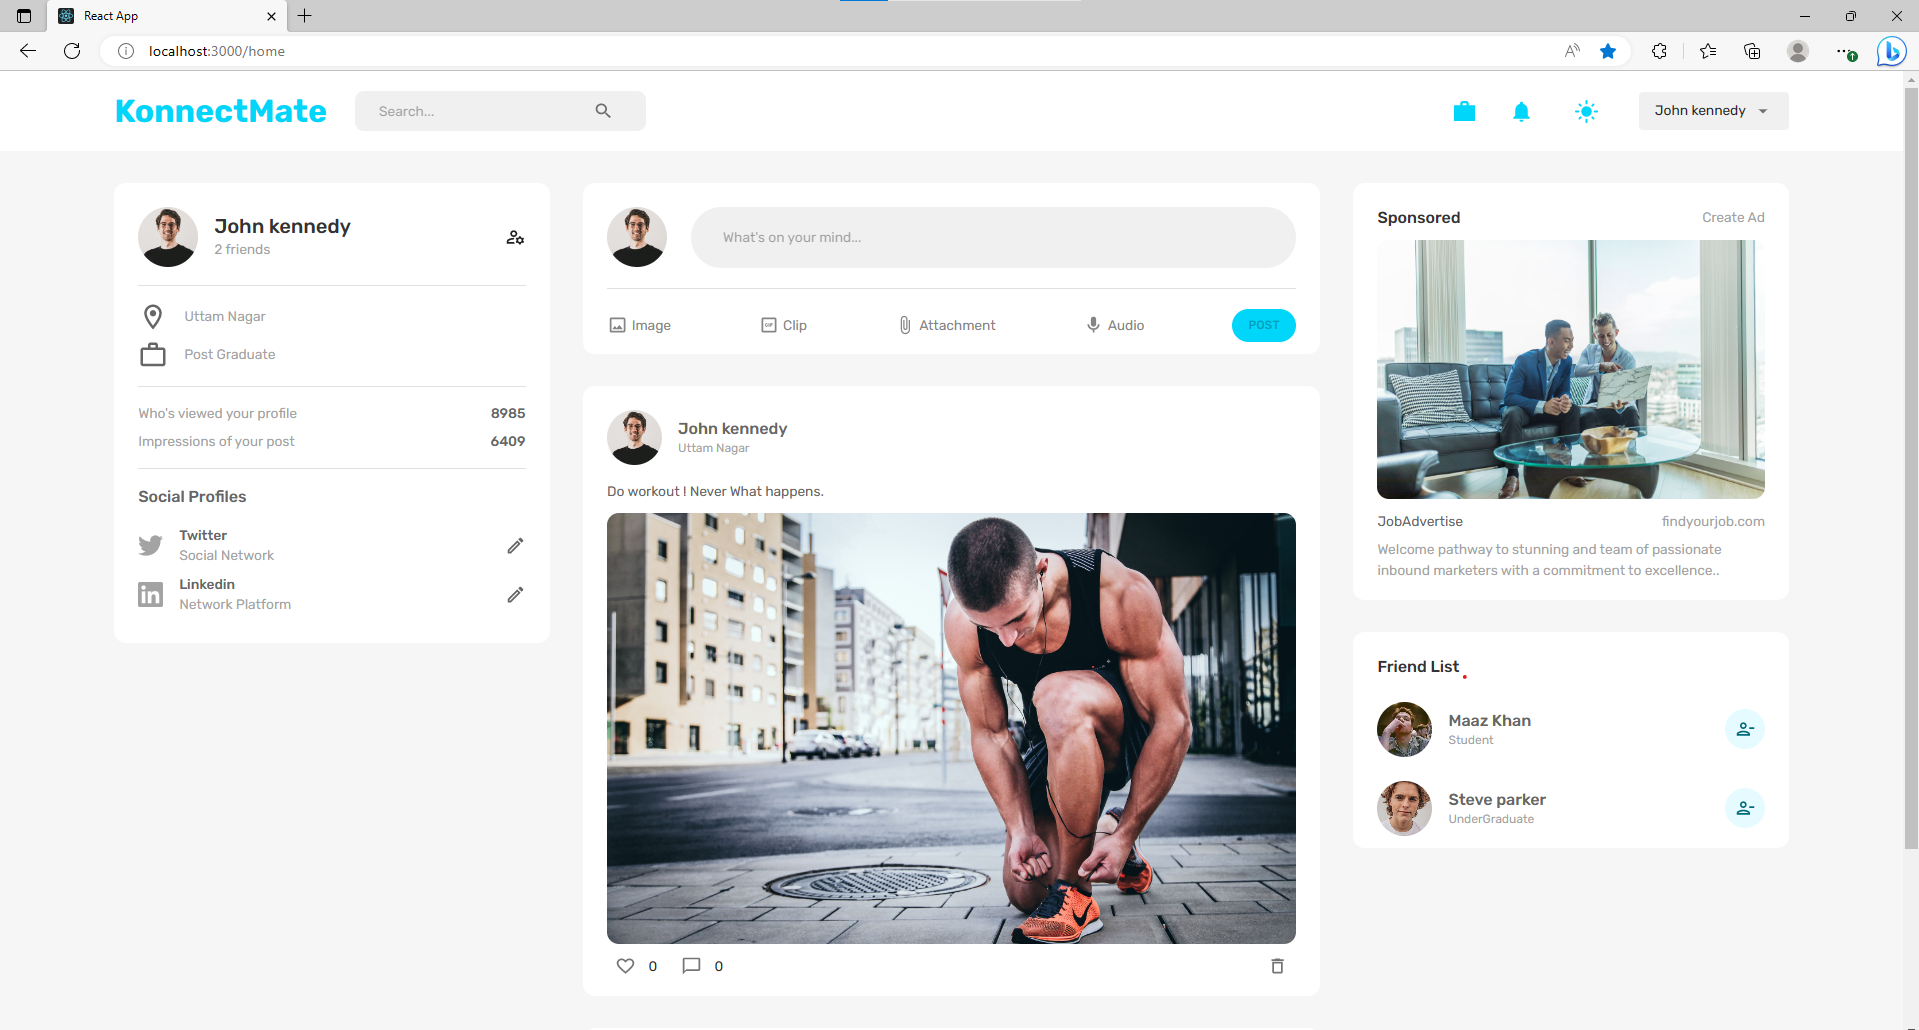 React App
localhost:3000/home
KonnectMate
Search...
John kennedy
John kennedy
2 friends
Uttam Nagar
Post Graduate
Who's viewed your profile 8985
Impressions of your post 6409
Social Profiles
Twitter
Social Network
Linkedin
Network Platform
What's on your mind...
Image Clip Attachment Audio POST
John kennedy
Uttam Nagar
Do workout ! Never What happens.
0 0
Sponsored Create Ad
JobAdvertise findyourjob.com
Welcome pathway to stunning and team of passionate
inbound marketers with a commitment to excellence..
Friend List
Maaz Khan
Student
Steve parker
UnderGraduate